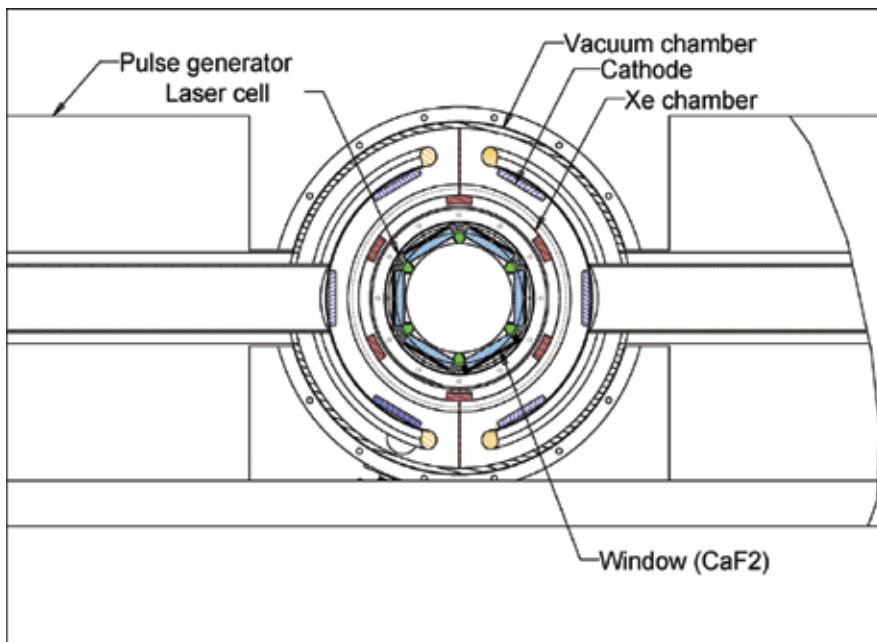 Vacuum chamber
Pulse generator
Cathode
Laser cell
Xe chamber
Window (CaF2)